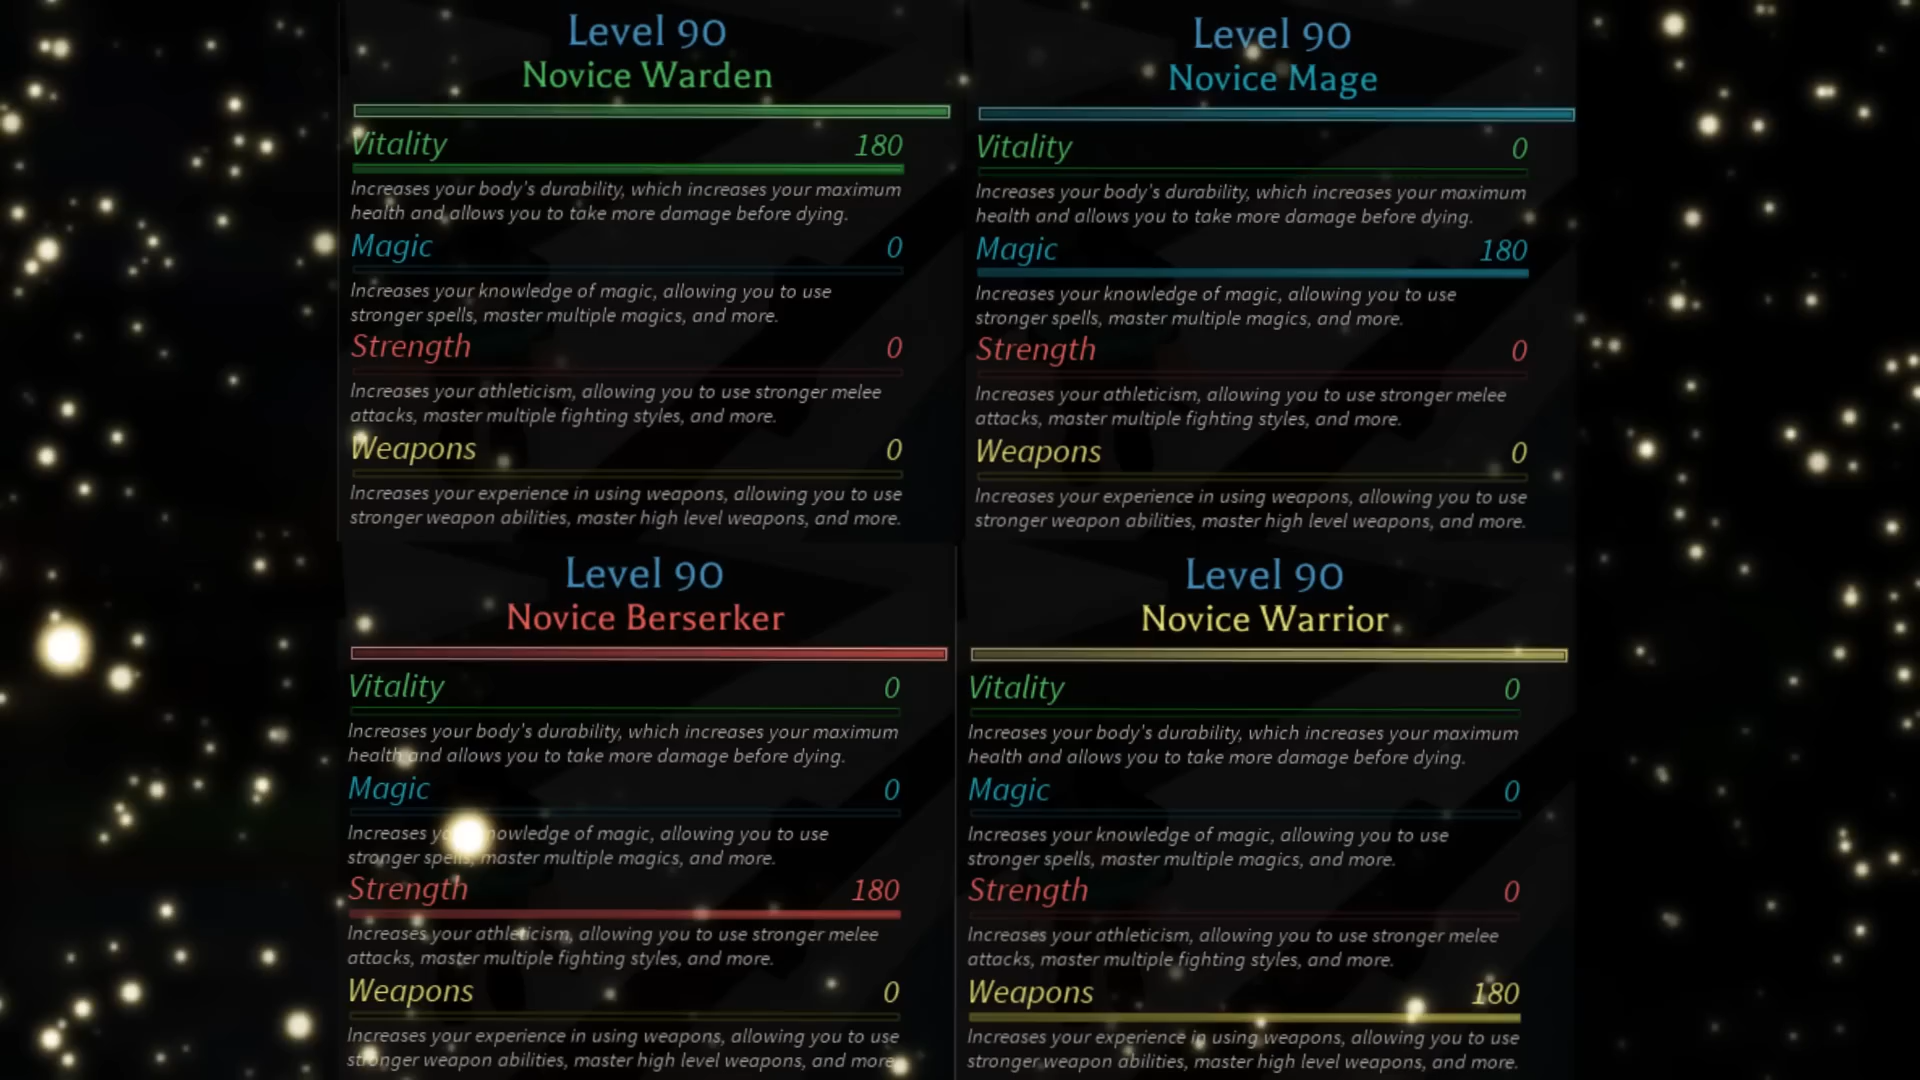 Level 90
Novice Warden
Vitality 180
Increases your body's durability, which increases your maximum
health and allows you to take more damage before dying.
Magic 0
Increases your knowledge of magic, allowing you to use
stronger spells, master multiple magics, and more.
Strength 0
Increases your athleticism, allowing you to use stronger melee
attacks, master multiple fighting styles, and more.
Weapons 0
Increases your experience in using weapons, allowing you to use
stronger weapon abilities, master high level weapons, and more.
Level 90
Novice Mage
Vitality 0
Increases your body's durability, which increases your maximum
health and allows you to take more damage before dying.
Magic 180
Increases your knowledge of magic, allowing you to use
stronger spells, master multiple magics, and more.
Strength 0
Increases your athleticism, allowing you to use stronger melee
attacks, master multiple fighting styles, and more.
Weapons 0
Increases your experience in using weapons, allowing you to use
stronger weapon abilities, master high level weapons, and more.
Level 90
Novice Berserker
Vitality 0
Increases your body's durability, which increases your maximum
health and allows you to take more damage before dying.
Magic 0
Increases your knowledge of magic, allowing you to use
stronger spells, master multiple magics, and more.
Strength 180
Increases your athleticism, allowing you to use stronger melee
attacks, master multiple fighting styles, and more.
Weapons 0
Increases your experience in using weapons, allowing you to use
stronger weapon abilities, master high level weapons, and more.
Level 90
Novice Warrior
Vitality 0
Increases your body's durability, which increases your maximum
health and allows you to take more damage before dying.
Magic 0
Increases your knowledge of magic, allowing you to use
stronger spells, master multiple magics, and more.
Strength 0
Increases your athleticism, allowing you to use stronger melee
attacks, master multiple fighting styles, and more.
Weapons 180
Increases your experience in using weapons, allowing you to use
stronger weapon abilities, master high level weapons, and more.